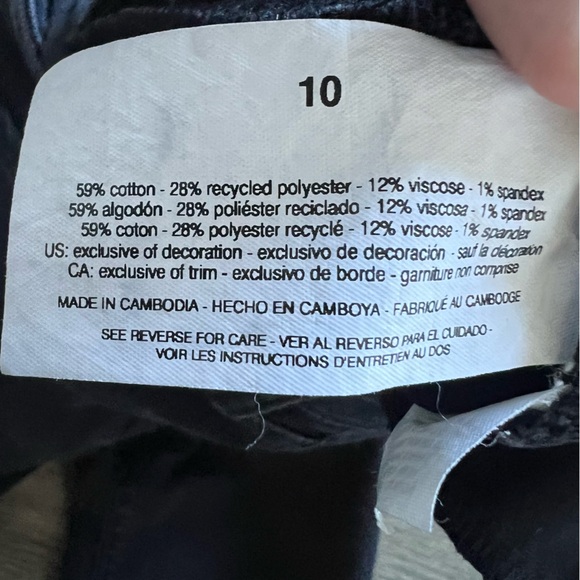 10
59% cotton - 28% recycled polyester - 12% viscose - 1% spandex
59% algodón - 28% poliéster reciclado - 12% viscosa - 1% spandex
59% coton - 28% polyester recyclé - 12% viscose - 1% spandex
US: exclusive of decoration - exclusivo de decoración - sauf la décoration
CA: exclusive of trim - exclusivo de borde - garniture non comprise
MADE IN CAMBODIA - HECHO EN CAMBOYA - FABRIQUÉ AU CAMBODGE
SEE REVERSE FOR CARE - VER AL REVERSO PARA EL CUIDADO -
VOIR LES INSTRUCTIONS D'ENTRETIEN AU DOS